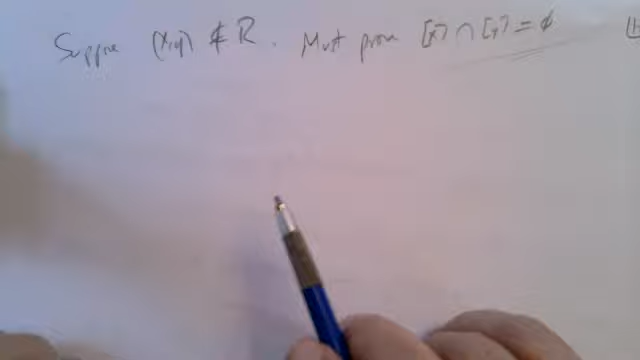 Suppose (x,y) ∉ R. Must prove [x] ∩ [y] = ∅